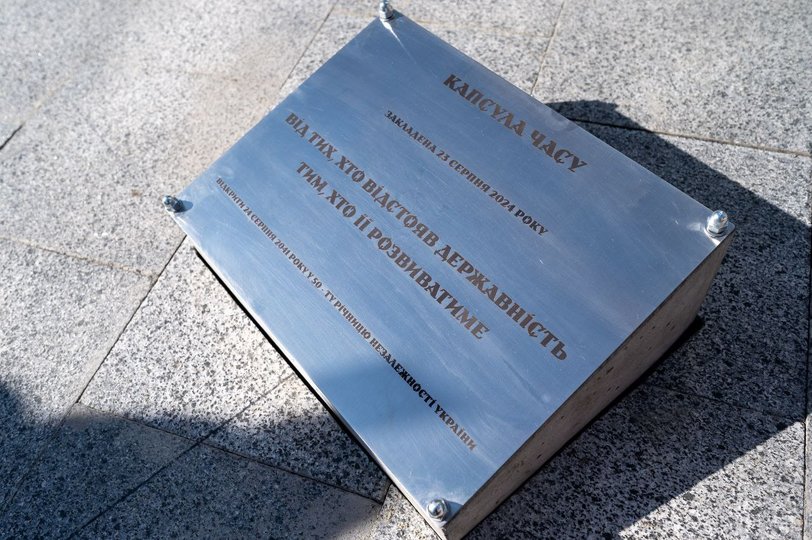 КАПСУЛА ЧАСУ
ЗАКЛАДЕНА 23 СЕРПНЯ 2024 РОКУ
ВІД ТИХ, ХТО ВІДСТОЯВ ДЕРЖАВНІСТЬ
ТИМ, ХТО ЇЇ РОЗВИВАТИМЕ
ВІДКРИТИ 24 СЕРПНЯ 2041 РОКУ У 50-ТУ РІЧНИЦЮ НЕЗАЛЕЖНОСТІ УКРАЇНИ